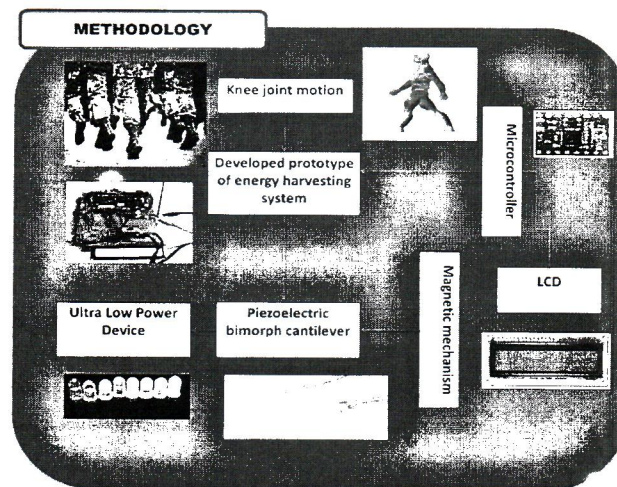 METHODOLOGY
Knee joint motion
Developed prototype
of energy harvesting
system
Microcontroller
Magnetic mechanism
LCD
Ultra Low Power
Device
Piezoelectric
bimorph cantilever